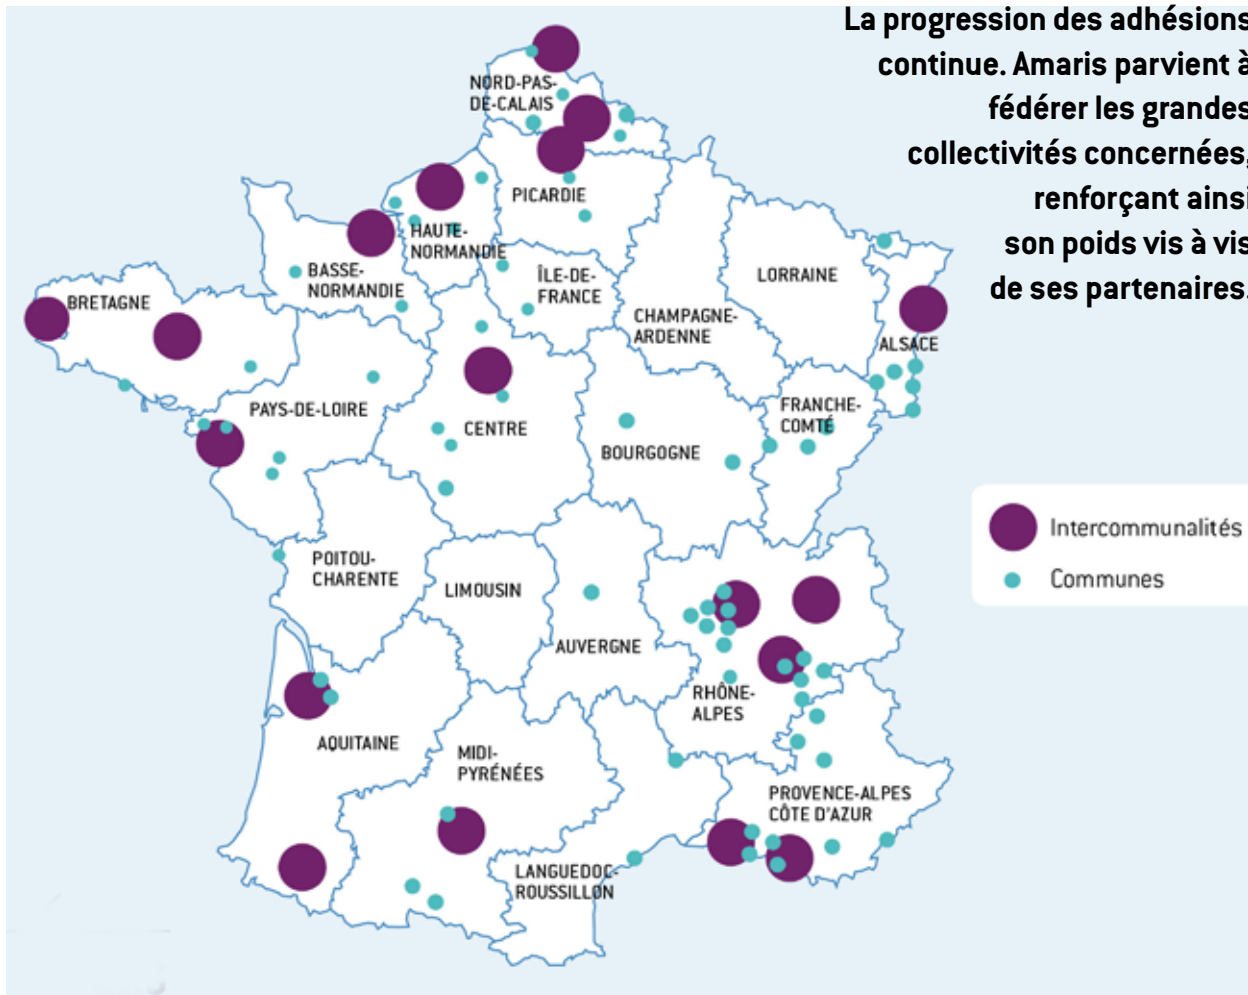 La progression des adhésions
continue. Amaris parvient à
fédérer les grandes
collectivités concernées,
renforçant ainsi
son poids vis à vis
de ses partenaires.
NORD-PAS-
DE-CALAIS
PICARDIE
HAUTE-
NORMANDIE
BASSE-
NORMANDIE
ÎLE-DE-
FRANCE
CHAMPAGNE-
ARDENNE
LORRAINE
ALSACE
BRETAGNE
PAYS-DE-LOIRE
CENTRE
BOURGOGNE
FRANCHE-
COMTÉ
POITOU-
CHARENTE
LIMOUSIN
AUVERGNE
RHÔNE-
ALPES
AQUITAINE
MIDI-
PYRÉNÉES
LANGUEDOC-
ROUSSILLON
PROVENCE-ALPES
CÔTE D'AZUR
Intercommunalités
Communes